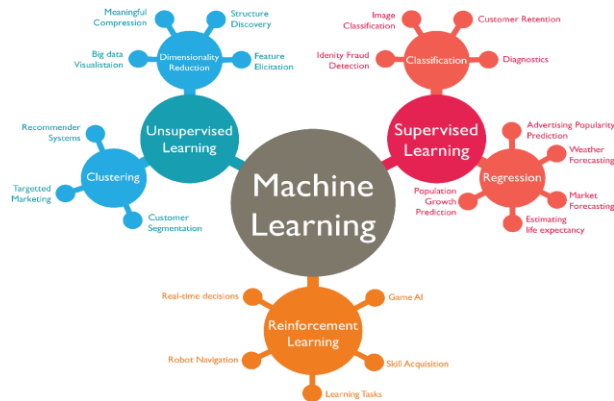 Meaningful
Compression
Structure
Discovery
Big data
Visualistaion
Dimensionality
Reduction
Feature
Elicitation
Unsupervised
Learning
Recommender
Systems
Clustering
Targetted
Marketing
Customer
Segmentation
Image
Classification
Customer Retention
Idenity Fraud
Detection
Classification
Diagnostics
Supervised
Learning
Advertising Popularity
Prediction
Weather
Forecasting
Regression
Population
Growth
Prediction
Market
Forecasting
Estimating
life expectancy
Machine
Learning
Real-time decisions
Game AI
Reinforcement
Learning
Robot Navigation
Skill Acquisition
Learning Tasks